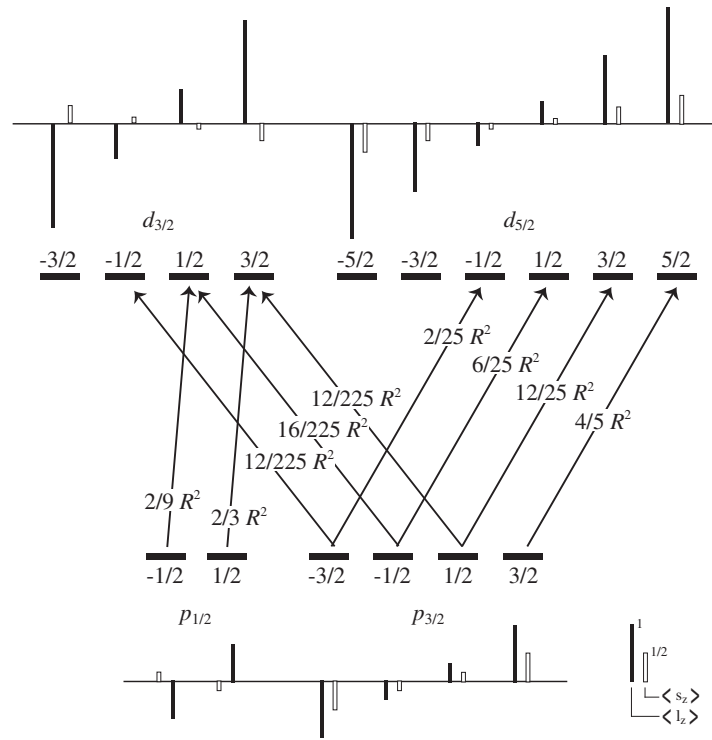 d3/2 d5/2
-3/2 -1/2 1/2 3/2 -5/2 -3/2 -1/2 1/2 3/2 5/2
2/25 R²
6/25 R²
12/225 R² 12/25 R²
16/225 R² 4/5 R²
12/225 R²
2/9 R² 2/3 R²
-1/2 1/2 -3/2 -1/2 1/2 3/2
p1/2 p3/2
1
1/2
< sz >
< lz >